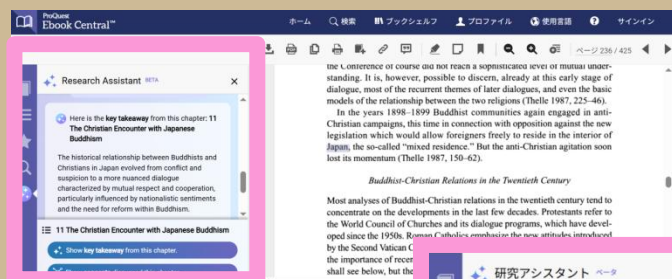 ProQuest
Ebook Central™
ホーム
検索
ブックシェルフ
プロファイル
使用言語
サインイン
ページ 236 / 425
Research Assistant BETA
Here is the key takeaway from this chapter: 11
The Christian Encounter with Japanese
Buddhism
The historical relationship between Buddhists and
Christians in Japan evolved from conflict and
suspicion to a more nuanced dialogue
characterized by mutual respect and cooperation,
particularly influenced by nationalistic sentiments
and the need for reform within Buddhism.
11 The Christian Encounter with Japanese Buddhism
Show key takeaway from this chapter.
the Conference of course did not reach a sophisticated level of mutual under-
standing. It is, however, possible to discern, already at this early stage of
dialogue, most of the recurrent themes of later dialogues, and even the basic
models of the relationship between the two religions (Thelle 1987, 225–46).
In the years 1898–1899 Buddhist communities again engaged in anti-
Christian campaigns, this time in connection with opposition against the new
legislation which would allow foreigners freely to reside in the interior of
Japan, the so-called “mixed residence.” But the anti-Christian agitation soon
lost its momentum (Thelle 1987, 150–62).
Buddhist-Christian Relations in the Twentieth Century
Most analyses of Buddhist-Christian relations in the twentieth century tend to
concentrate on the developments in the last few decades. Protestants refer to
the World Council of Churches and its dialogue programs, which have devel-
oped since the 1950s. Roman Catholics emphasize the new attitudes introduced
by the Second Vatican C
the importance of recen
shall see below, but the
研究アシスタント ベータ